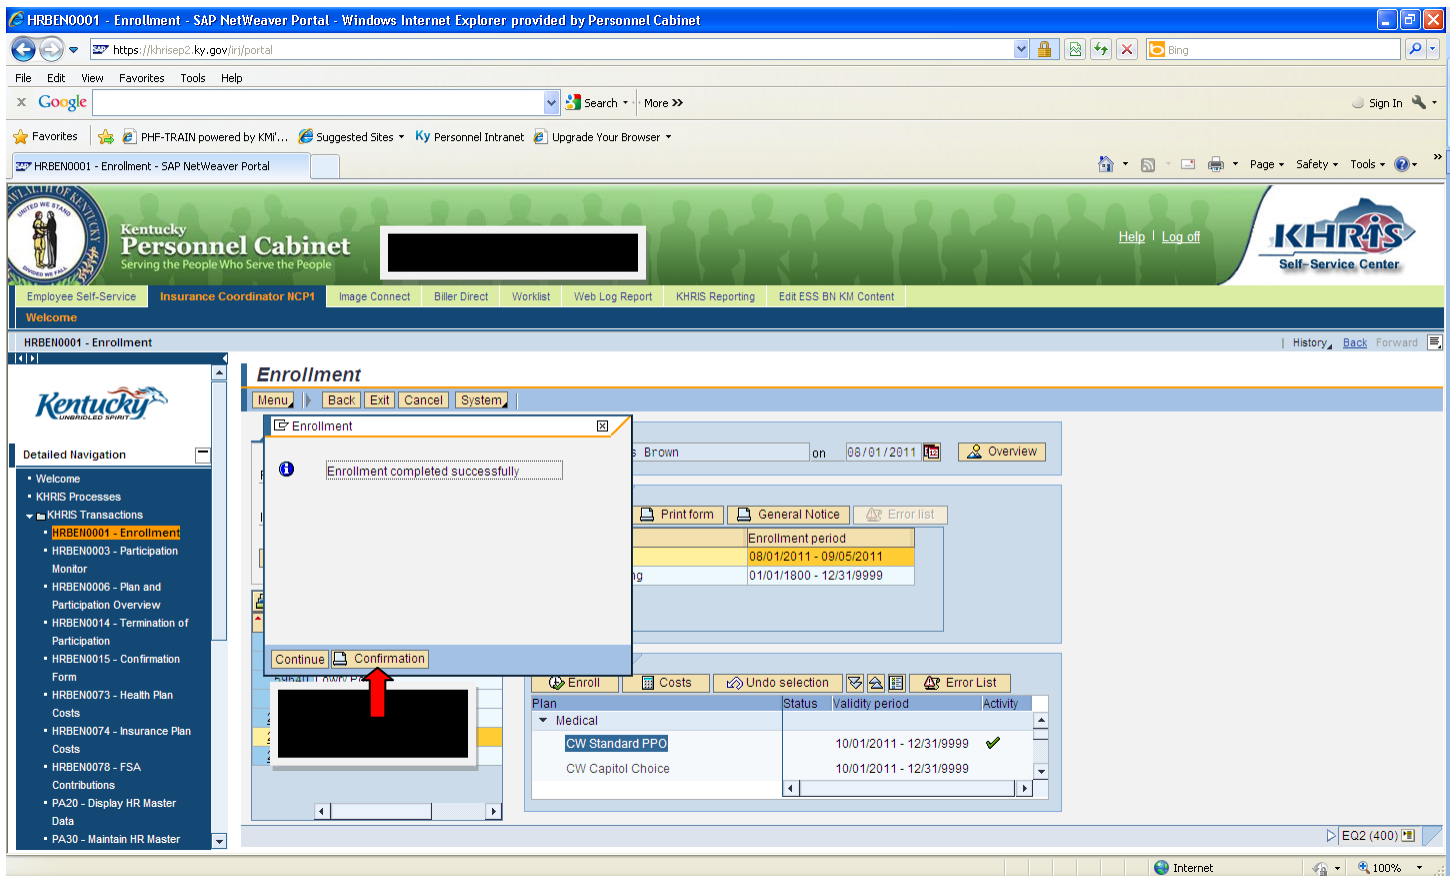 HRBEN0001 - Enrollment - SAP NetWeaver Portal - Windows Internet Explorer provided by Personnel Cabinet
https://khrisep2.ky.gov/irj/portal
Bing
File Edit View Favorites Tools Help
x Google Search More >> Sign In
Favorites PHF-TRAIN powered by KMi'... Suggested Sites Ky Personnel Intranet Upgrade Your Browser
HRBEN0001 - Enrollment - SAP NetWeaver Portal
Page Safety Tools
UNITED WE STAND
DIVIDED WE FALL
Kentucky
Personnel Cabinet
Serving the People Who Serve the People
Help Log off
KHRIS
Self-Service Center
Employee Self-Service Insurance Coordinator NCP1 Image Connect Biller Direct Worklist Web Log Report KHRIS Reporting Edit ESS BN KM Content
Welcome
HRBEN0001 - Enrollment
History Back Forward
Kentucky
UNBRIDLED SPIRIT
Detailed Navigation
Welcome
KHRIS Processes
KHRIS Transactions
HRBEN0001 - Enrollment
HRBEN0003 - Participation
Monitor
HRBEN0006 - Plan and
Participation Overview
HRBEN0014 - Termination of
Participation
HRBEN0015 - Confirmation
Form
HRBEN0073 - Health Plan
Costs
HRBEN0074 - Insurance Plan
Costs
HRBEN0078 - FSA
Contributions
PA20 - Display HR Master
Data
PA30 - Maintain HR Master
Enrollment
Menu Back Exit Cancel System
Enrollment
Enrollment completed successfully
Continue Confirmation
s Brown on 08/01/2011 Overview
Print form General Notice Error list
Enrollment period
08/01/2011 - 09/05/2011
ng 01/01/1800 - 12/31/9999
Enroll Costs Undo selection Error List
Plan Status Validity period Activity
Medical
CW Standard PPO 10/01/2011 - 12/31/9999
CW Capitol Choice 10/01/2011 - 12/31/9999
EQ2 (400)
Internet 100%